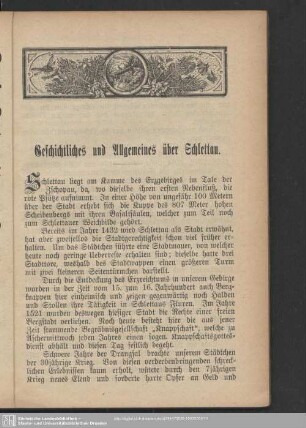 Geschichtliches und Allgemeines über Schlettau.
Schlettau liegt am Kamme des Erzgebirges im Tale der
Zschopau, da, wo dieselbe ihren ersten Nebenfluß, die
rote Pfütze aufnimmt. In einer Höhe von ungefähr 100 Metern
über der Stadt erhebt sich die Kuppe des 807 Meter hohen
Scheibenbergs mit ihren Basaltsäulen, welcher zum Teil noch
zum Schlettauer Weichbild gehört.
Bereits im Jahre 1432 wird Schlettau als Stadt erwähnt,
hat aber zweifellos die Stadtgerechtigkeit schon viel früher er-
halten. Um das Städtchen führte eine Stadtmauer, von welcher
heute noch geringe Ueberreste erhalten sind; dieselbe hatte drei
Stadttore, weshalb das Stadtwappen einen größeren Turm
mit zwei kleineren Seitentürmchen darstellt.
Durch die Entdeckung des Erzreichtums in unserem Gebirge
wurden in der Zeit vom 15. zum 16. Jahrhundert auch Berg-
knappen hier einheimisch und zeigen gegenwärtig noch Halden
und Stollen ihre Tätigkeit in Schlettaus Fluren. Im Jahre
1521 wurden deswegen hiesiger Stadt die Rechte einer freien
Bergstadt verliehen. Noch heute besteht hier die aus jener
Zeit stammende Begräbnisgesellschaft „Knappschaft“, welche zu
Aschermittwoch jeden Jahres einen sogen. Knappschaftsgottes-
dienst abhält und diesen Tag festlich begeht.
Schwere Jahre der Drangsal brachte unserem Städtchen
der 30jährige Krieg. Von diesen verderbenbringenden schreck-
lichen Erlebnissen kaum erholt, wütete durch den 7jährigen
Krieg neues Elend und forderte harte Opfer an Geld und